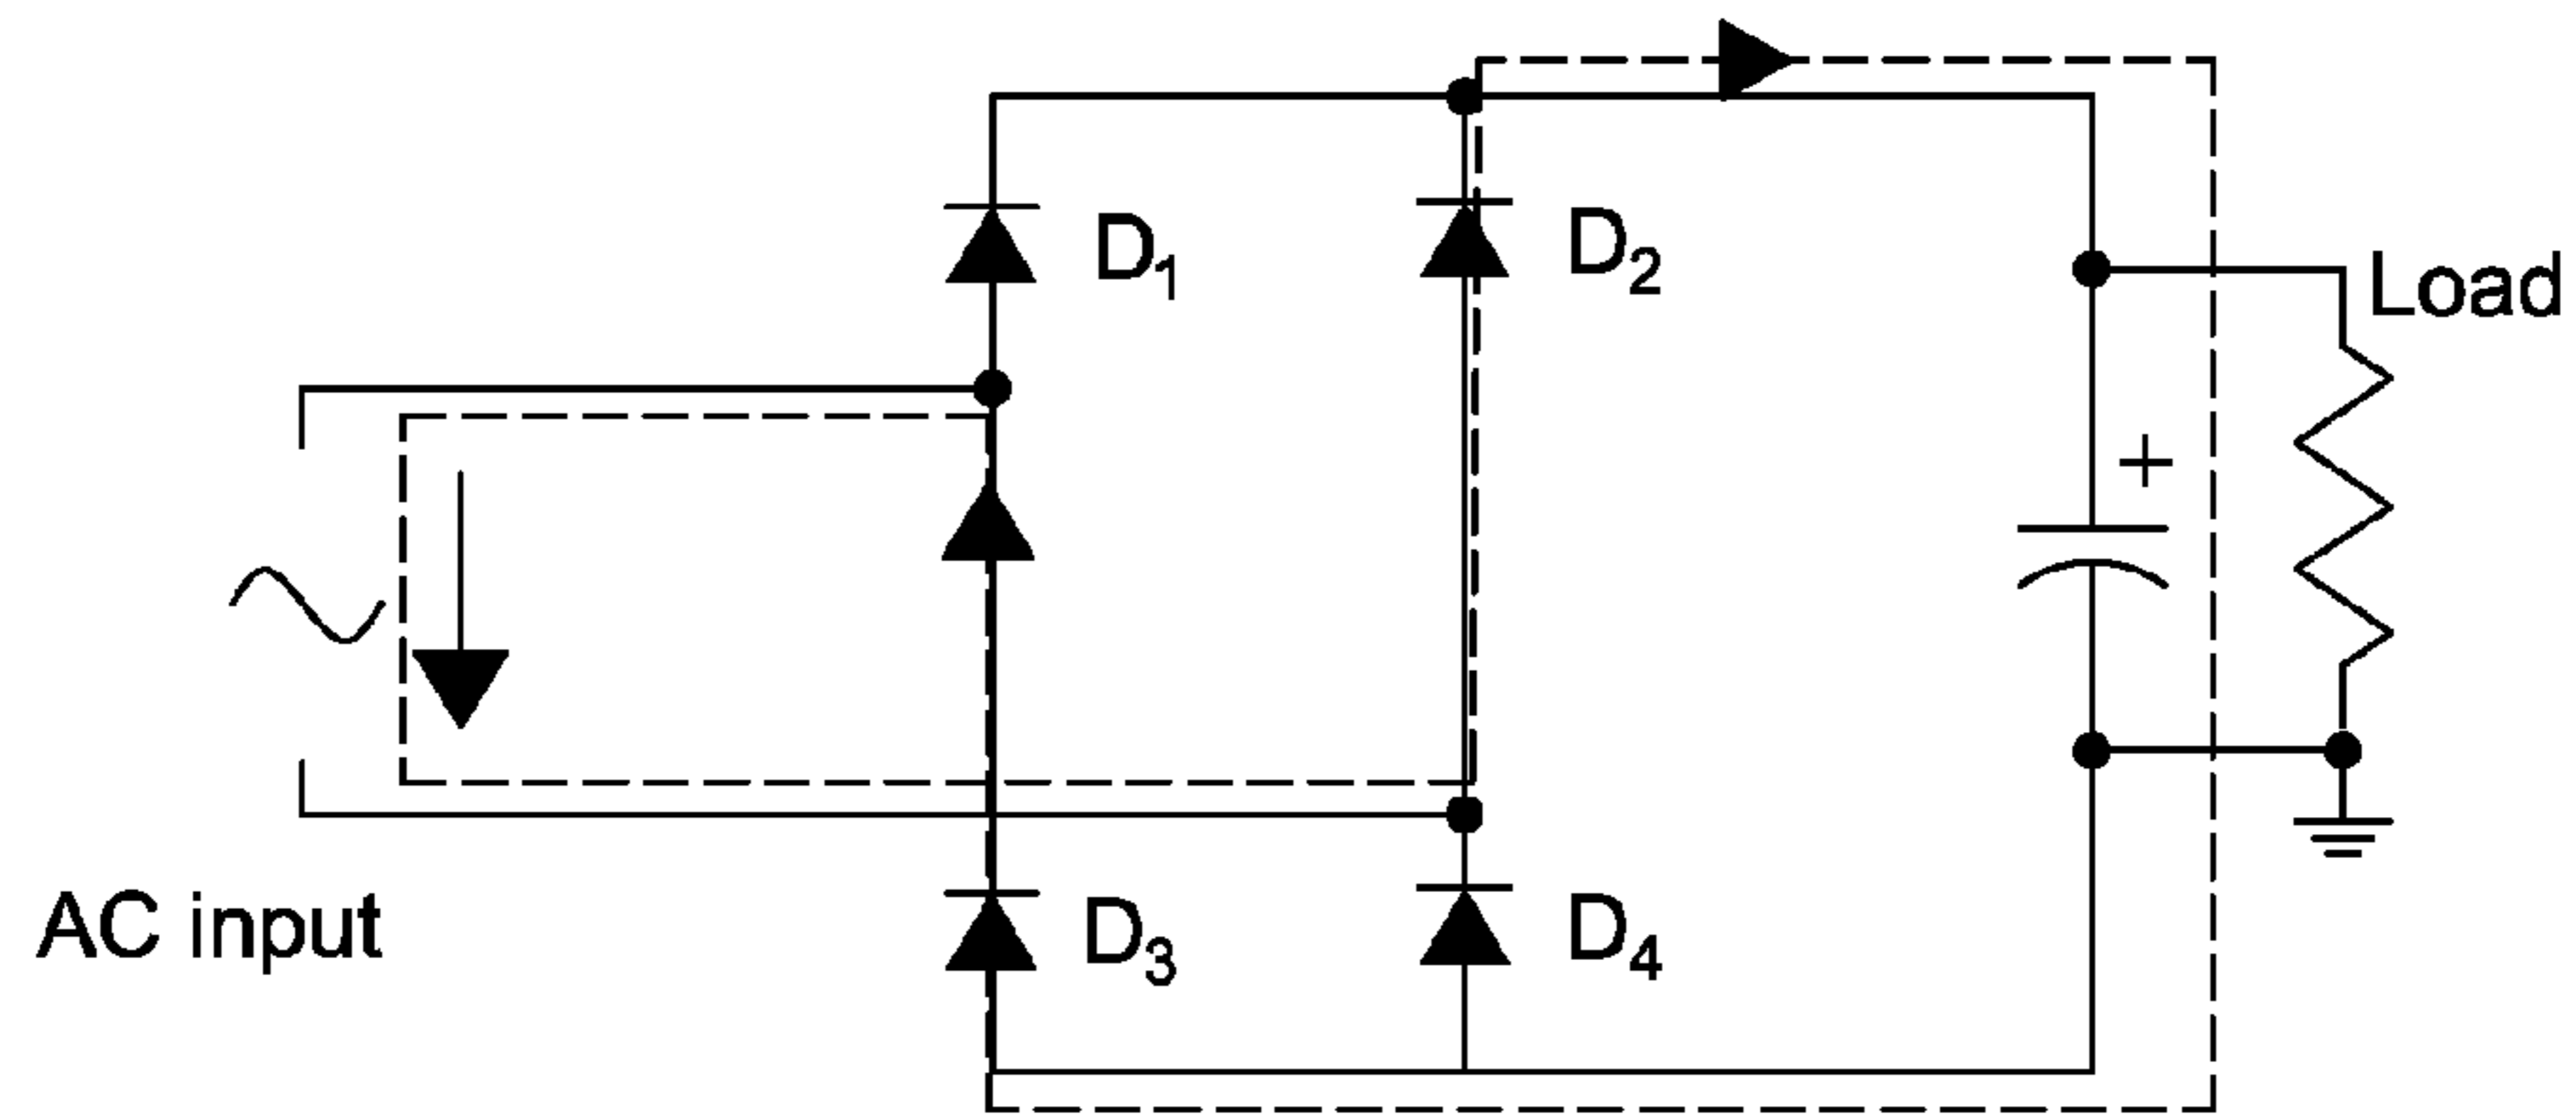 D₁
D₂
Load
+
AC input
D₃
D₄